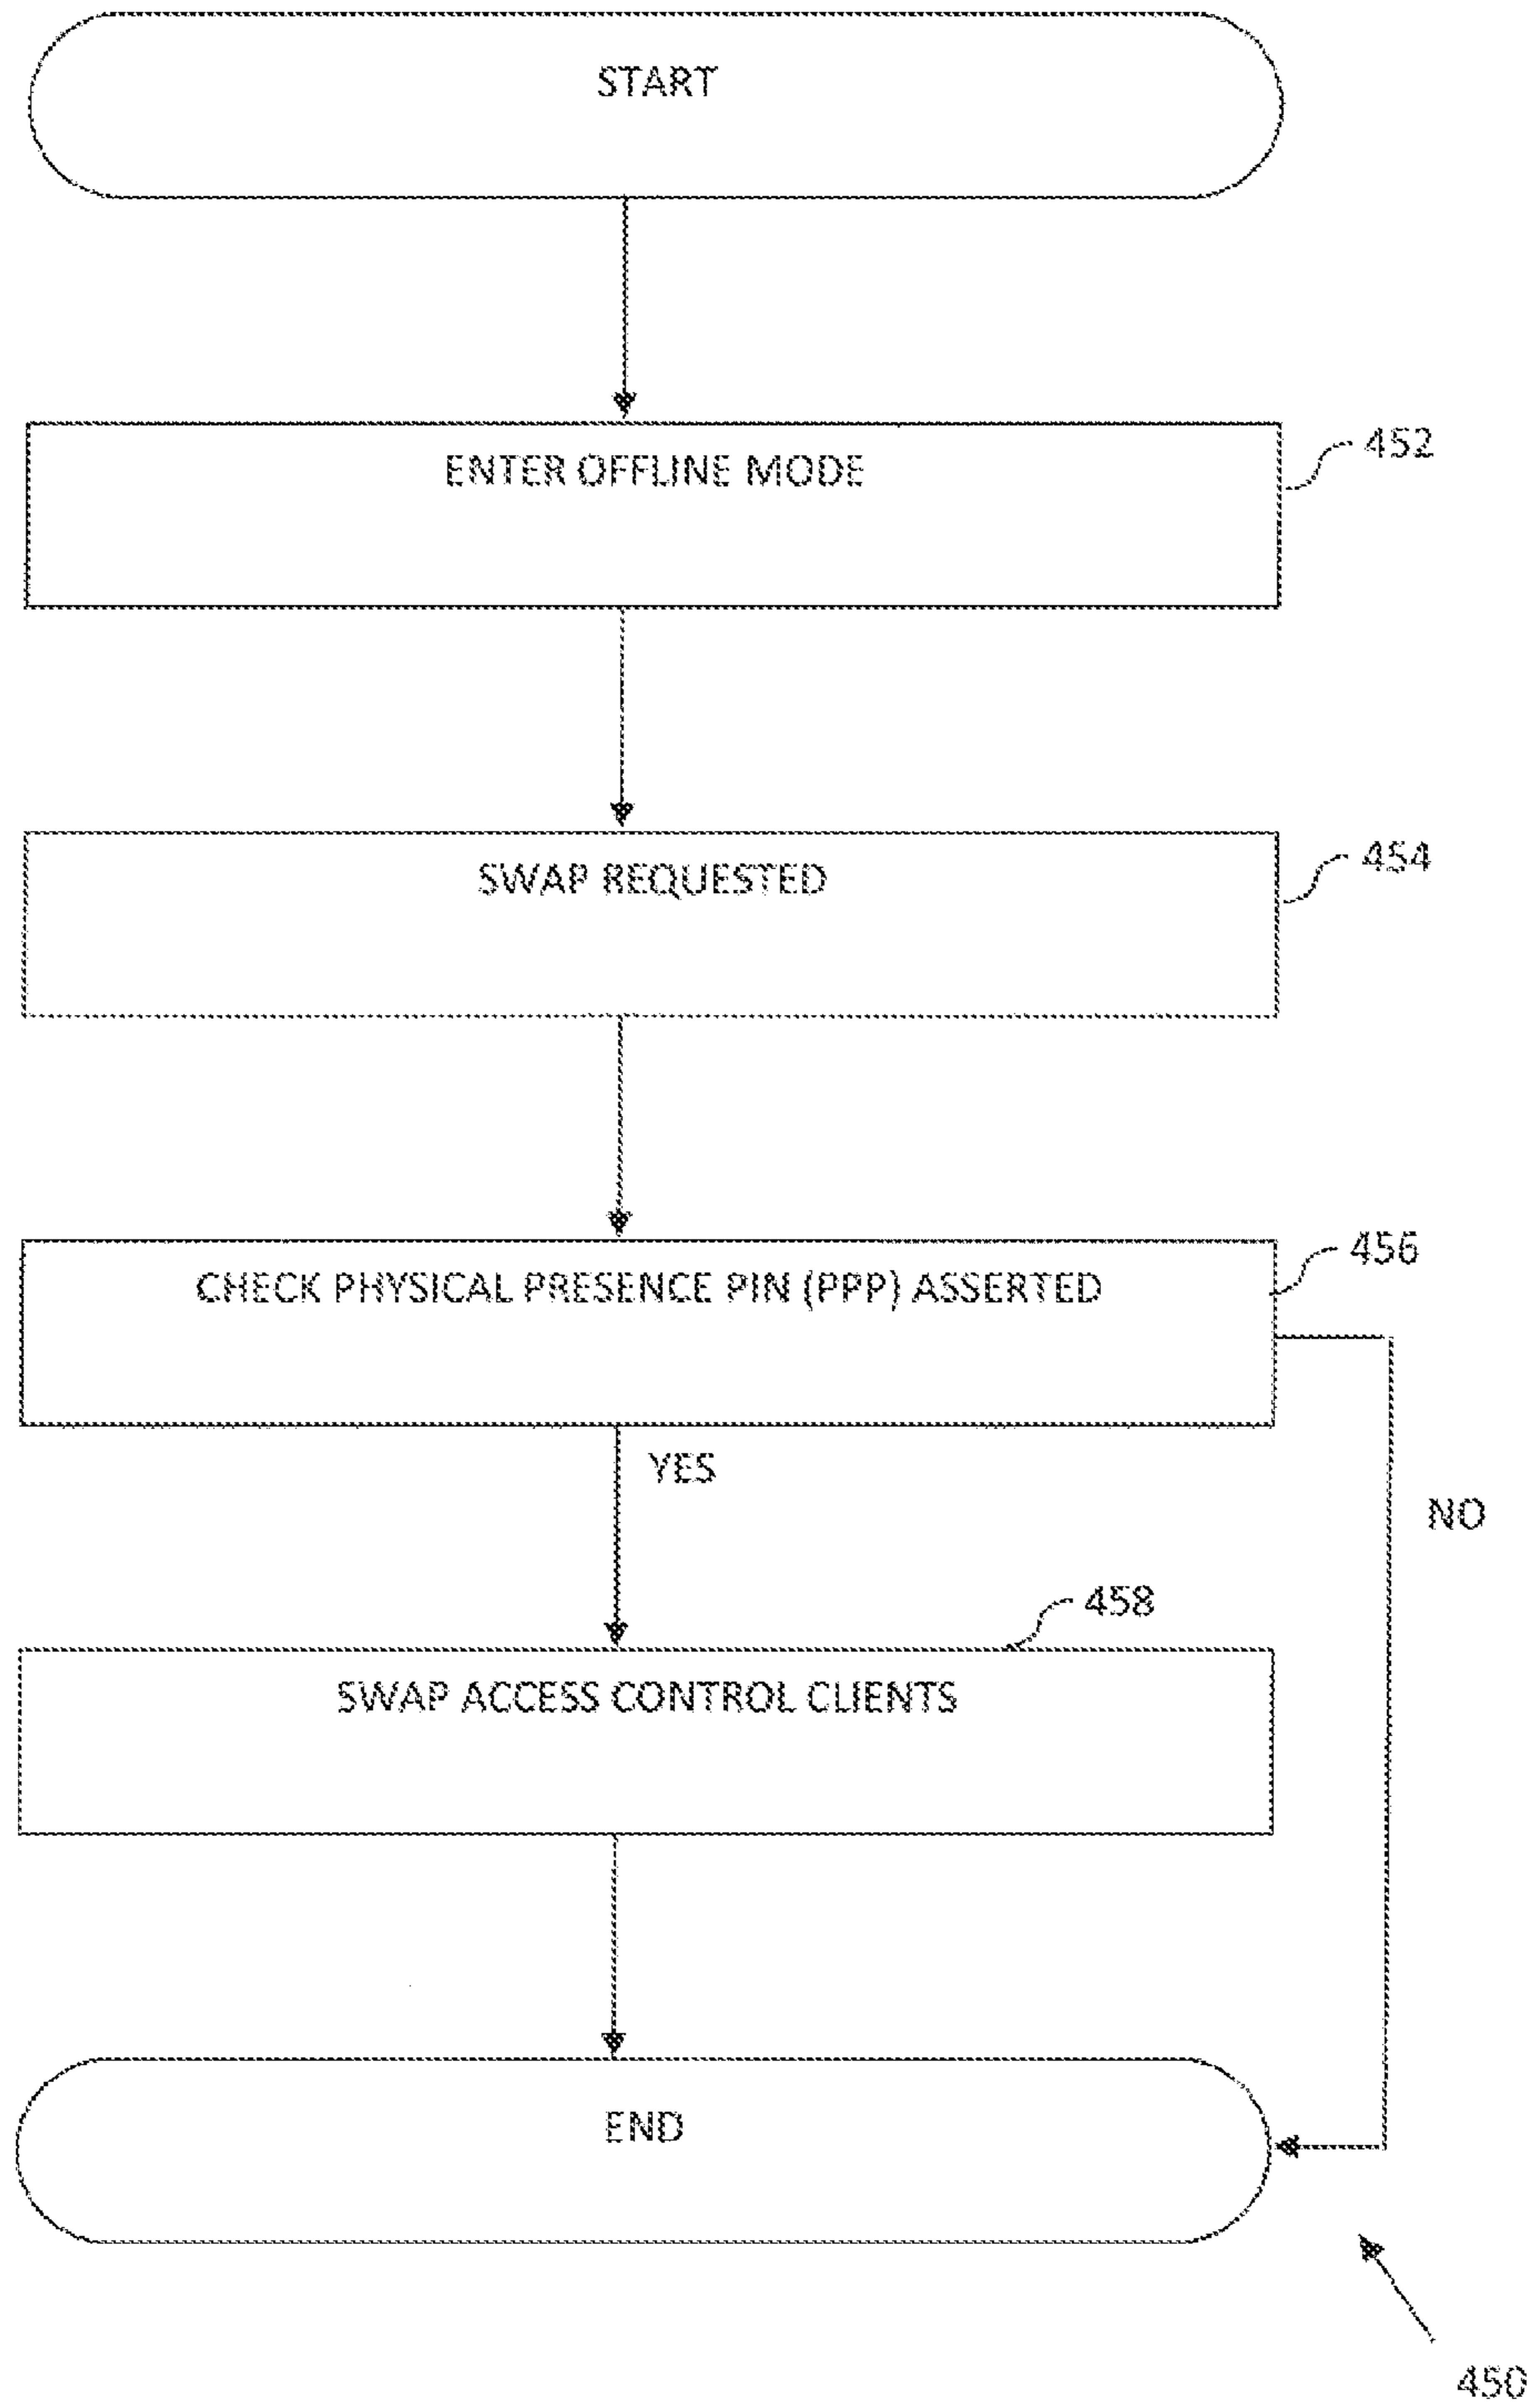 START
ENTER OFFLINE MODE
452
SWAP REQUESTED
454
CHECK PHYSICAL PRESENCE PIN (PPP) ASSERTED
456
YES
NO
458
SWAP ACCESS CONTROL CLIENTS
END
450